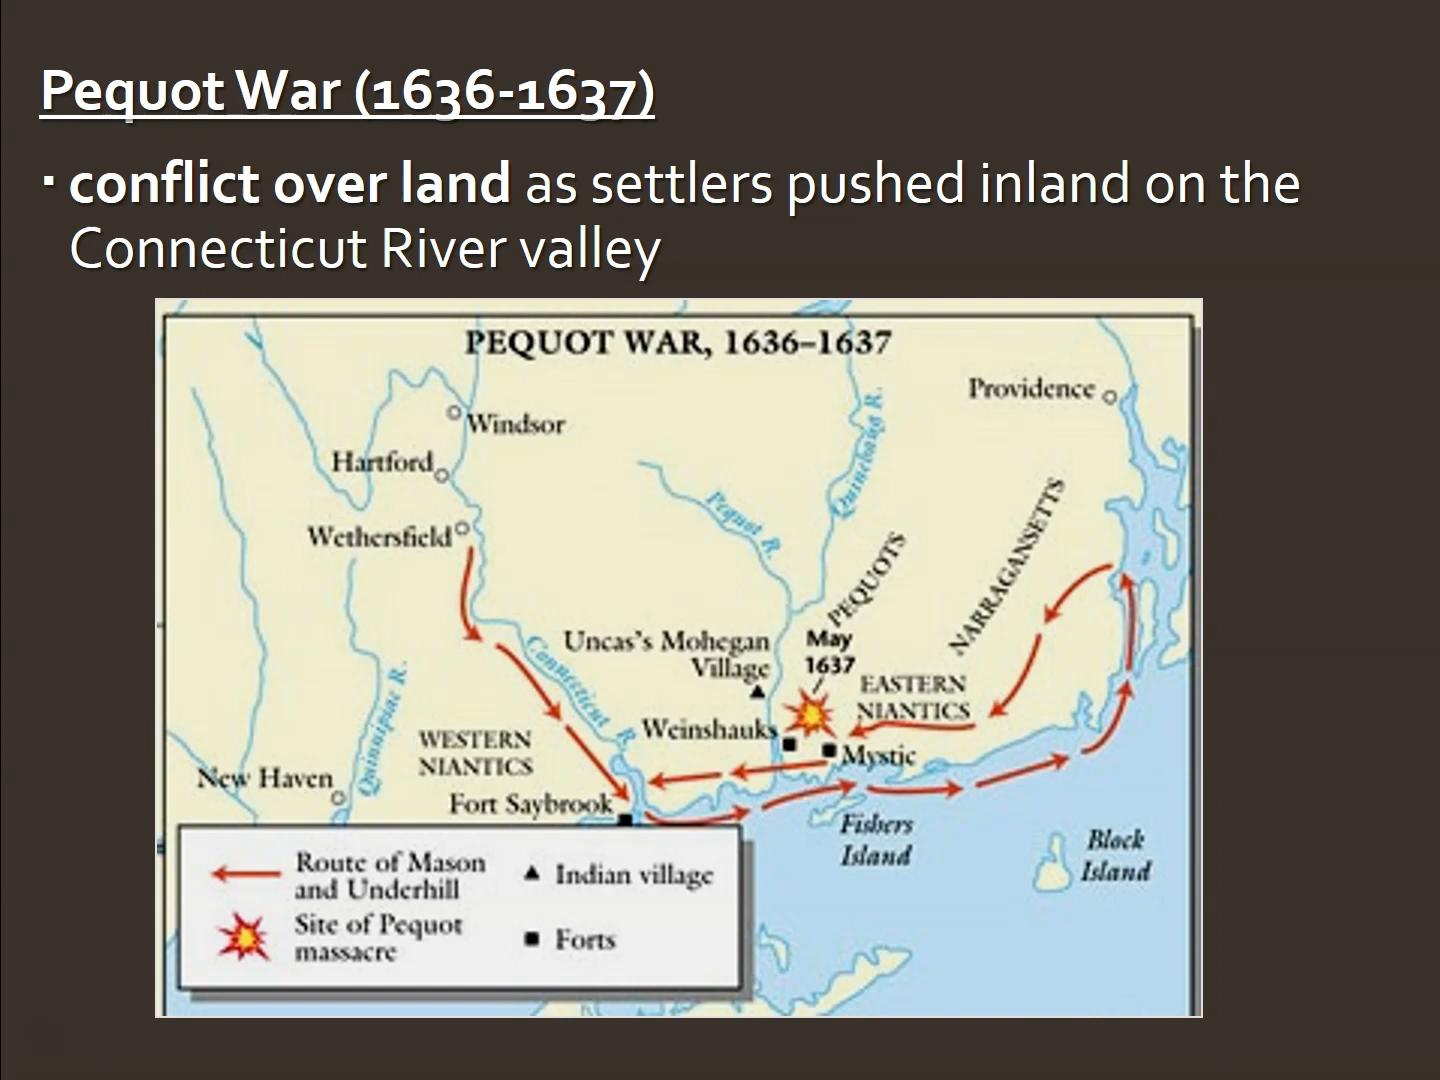 Pequot War (1636-1637)
▪ conflict over land as settlers pushed inland on the
Connecticut River valley
PEQUOT WAR, 1636–1637
Providence
Windsor
Quinebaug R.
Hartford
Pequot R.
Wethersfield
PEQUOTS
NARRAGANSETTS
Uncas's Mohegan
Village
May
1637
EASTERN
NIANTICS
Connecticut R.
Quinnipiac R.
Weinshauks
Mystic
WESTERN
NIANTICS
New Haven
Fort Saybrook
Fishers
Island
Block
Island
Route of Mason
and Underhill
Indian village
Site of Pequot
massacre
Forts